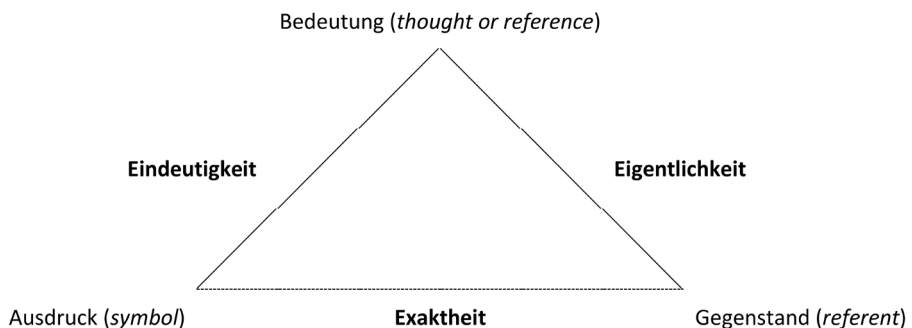 Bedeutung (thought or reference)
Eindeutigkeit
Eigentlichkeit
Ausdruck (symbol)
Exaktheit
Gegenstand (referent)